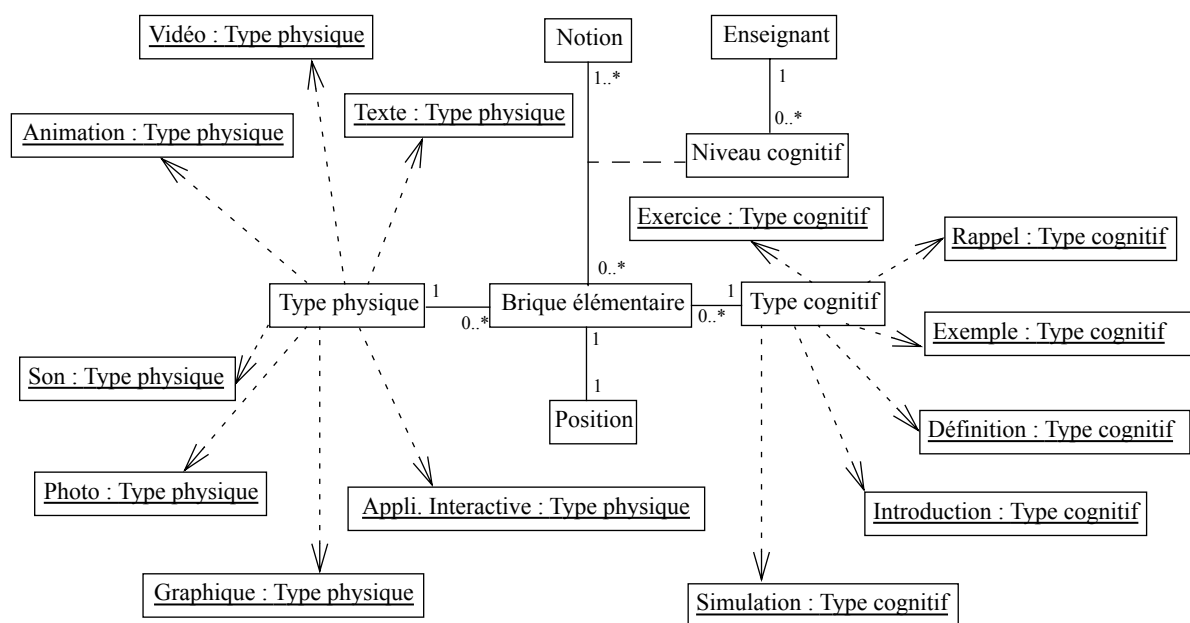 Vidéo : Type physique
Notion
Enseignant
1..*
1
Texte : Type physique
Animation : Type physique
0..*
Niveau cognitif
Exercice : Type cognitif
Rappel : Type cognitif
0..*
Type physique
1
0..*
Brique élémentaire
1
0..*
Type cognitif
1
Exemple : Type cognitif
Son : Type physique
1
Position
Définition : Type cognitif
Photo : Type physique
Appli. Interactive : Type physique
Introduction : Type cognitif
Graphique : Type physique
Simulation : Type cognitif